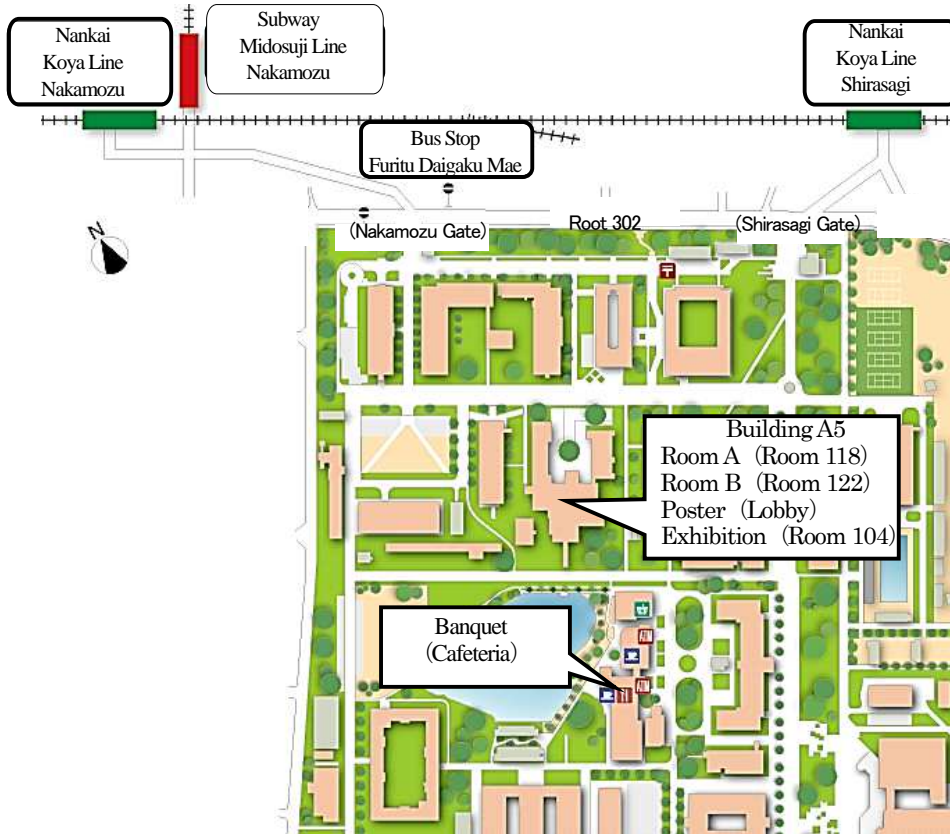 Nankai
Koya Line
Nakamozu
Subway
Midosuji Line
Nakamozu
Nankai
Koya Line
Shirasagi
Bus Stop
Furitu Daigaku Mae
(Nakamozu Gate)
Root 302
(Shirasagi Gate)
N
Building A5
Room A (Room 118)
Room B (Room 122)
Poster (Lobby)
Exhibition (Room 104)
Banquet
(Cafeteria)
ATM
ATM